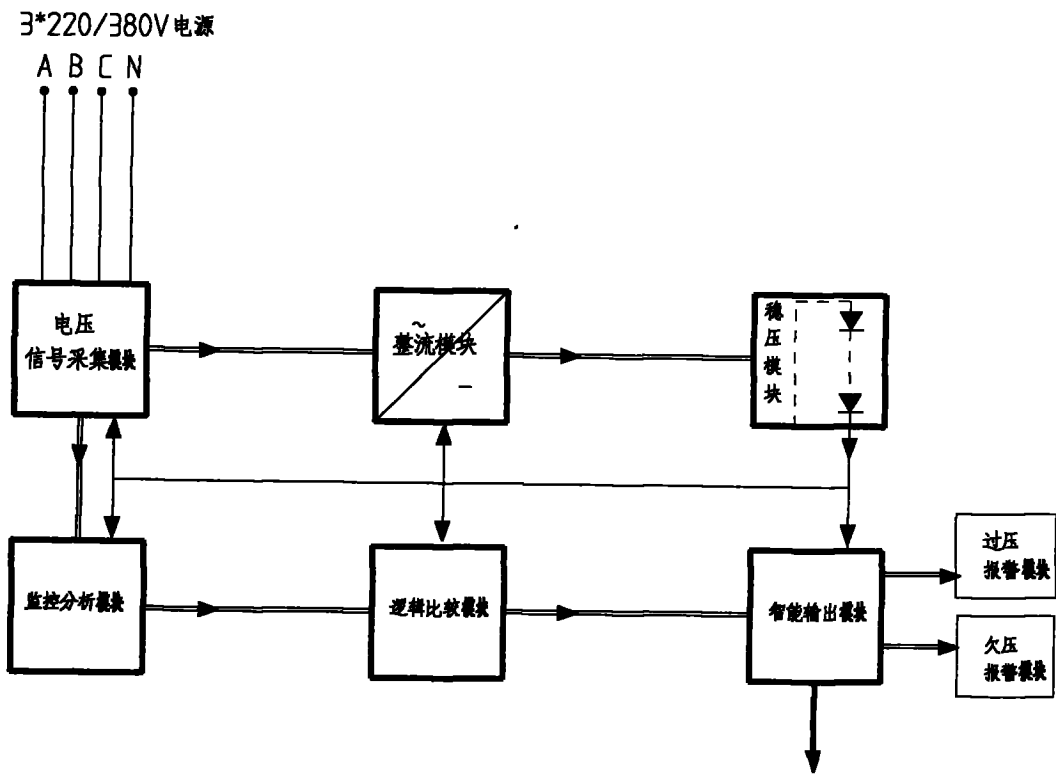 3*220/380V电源
A B C N
电压
信号采集模块
~
整流模块
-
稳
压
模
块
监控分析模块
逻辑比较模块
智能输出模块
过压
报警模块
欠压
报警模块